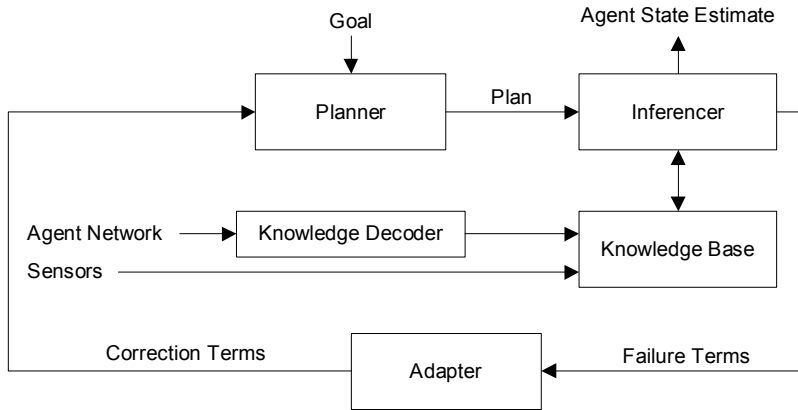 Goal
Agent State Estimate
Planner
Plan
Inferencer
Agent Network
Knowledge Decoder
Knowledge Base
Sensors
Correction Terms
Adapter
Failure Terms